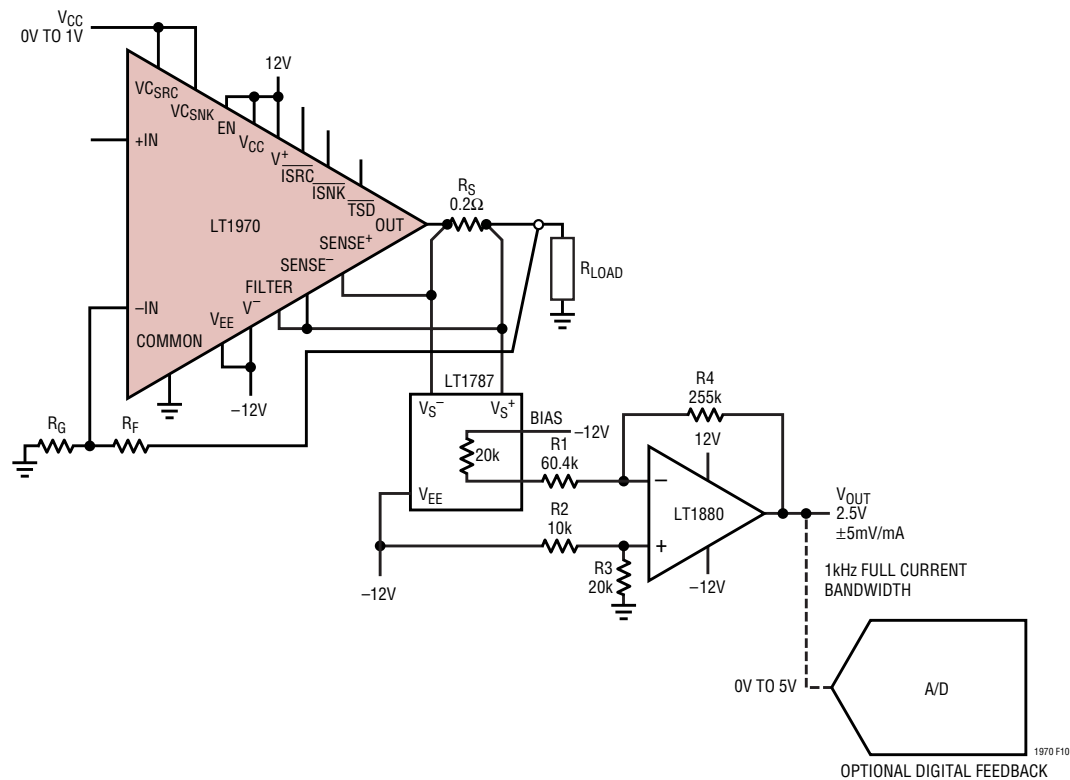 VCC
0V TO 1V
12V
VCSRC
VCSNK
EN
VCC
V+
ISRC
ISNK
TSD
+IN
LT1970
OUT
RS
0.2Ω
SENSE+
SENSE−
FILTER
V−
VEE
−IN
COMMON
RLOAD
−12V
RG
RF
LT1787
VS−
VS+
BIAS
−12V
20k
R1
60.4k
R4
255k
12V
VEE
R2
10k
−
+
LT1880
VOUT
2.5V
±5mV/mA
R3
20k
−12V
−12V
1kHz FULL CURRENT
BANDWIDTH
0V TO 5V
A/D
1970 F10
OPTIONAL DIGITAL FEEDBACK